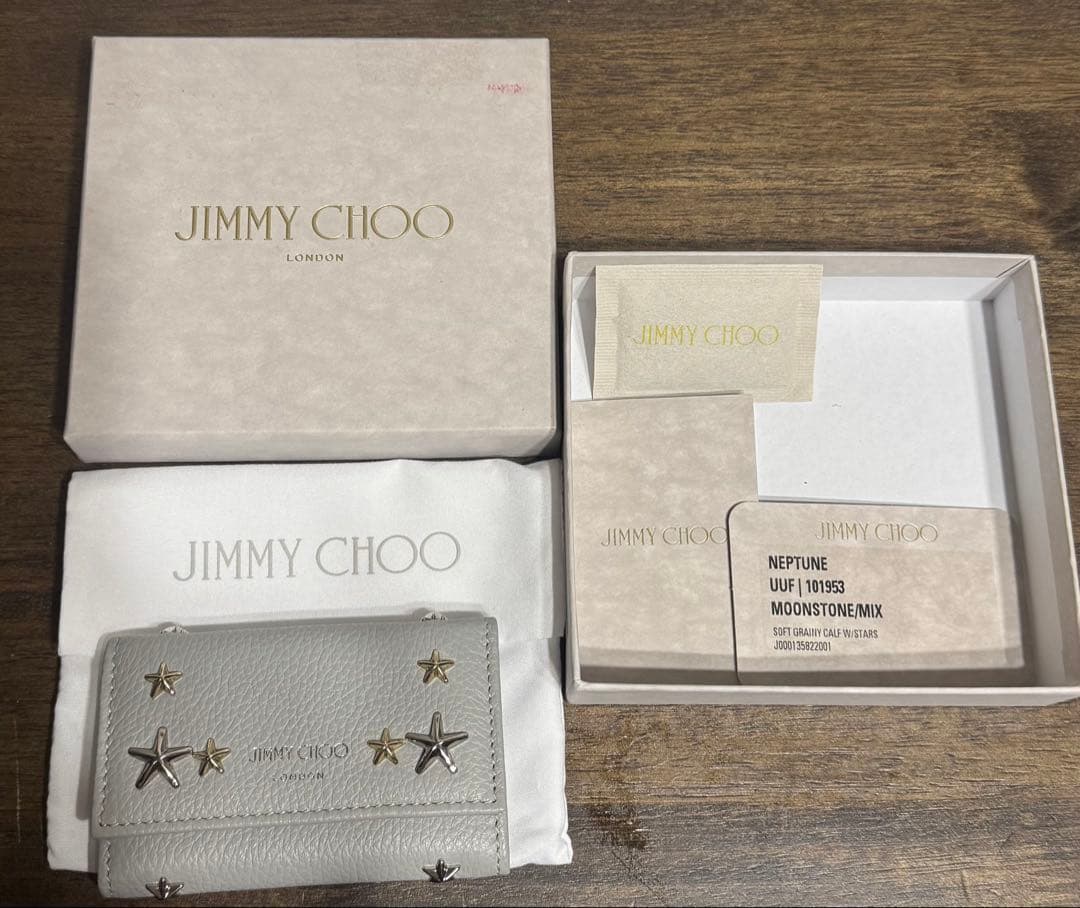 JIMMY CHOO
LONDON
JIMMY CHOO
JIMMY CHOO
JIMMY CHOO
NEPTUNE
UUF | 101953
MOONSTONE/MIX
SOFT GRAINY CALF W/STARS
J000135822001
JIMMY CHOO
JIMMY CHOO
LONDON